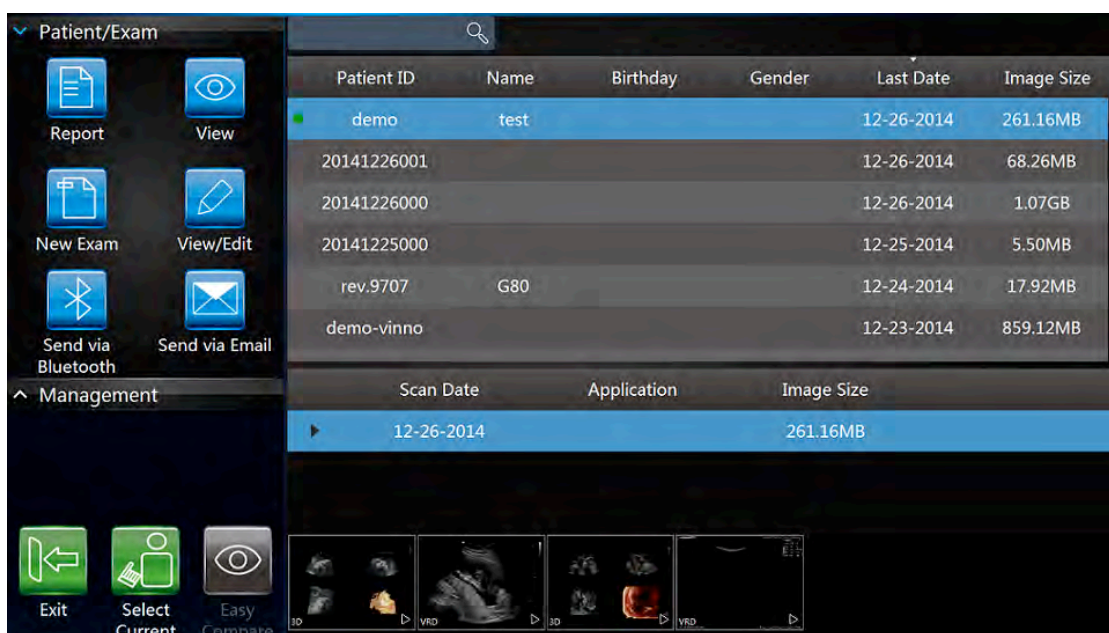 Patient/Exam
Report View
New Exam View/Edit
Send via Send via Email
Bluetooth
Management
Exit Select Easy
Current Compare
Patient ID Name Birthday Gender Last Date Image Size
demo test 12-26-2014 261.16MB
20141226001 12-26-2014 68.26MB
20141226000 12-26-2014 1.07GB
20141225000 12-25-2014 5.50MB
rev.9707 G80 12-24-2014 17.92MB
demo-vinno 12-23-2014 859.12MB
Scan Date Application Image Size
12-26-2014 261.16MB
3D VRD 3D VRD